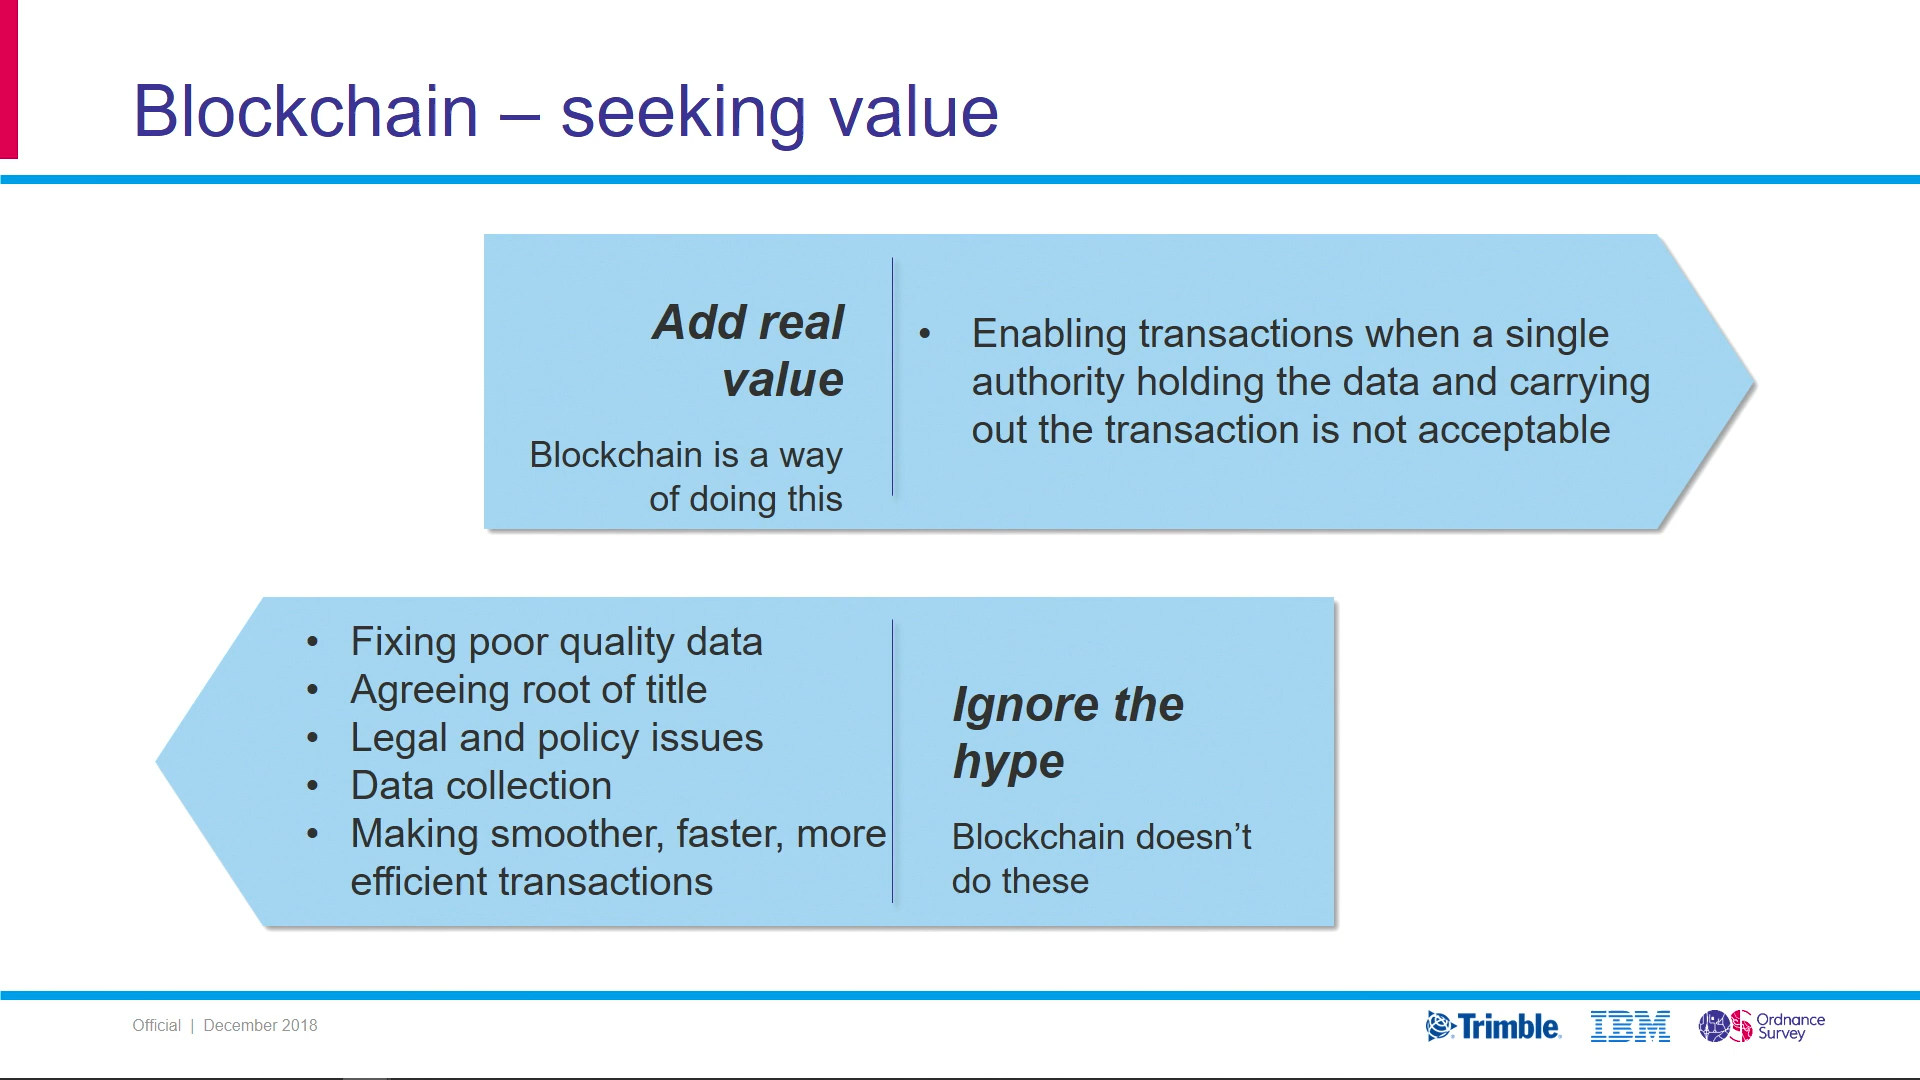 Blockchain – seeking value
Add real
value
Blockchain is a way
of doing this
• Enabling transactions when a single
authority holding the data and carrying
out the transaction is not acceptable
• Fixing poor quality data
• Agreeing root of title
• Legal and policy issues
• Data collection
• Making smoother, faster, more
efficient transactions
Ignore the
hype
Blockchain doesn’t
do these
Official | December 2018
Trimble
IBM
OS Ordnance
Survey